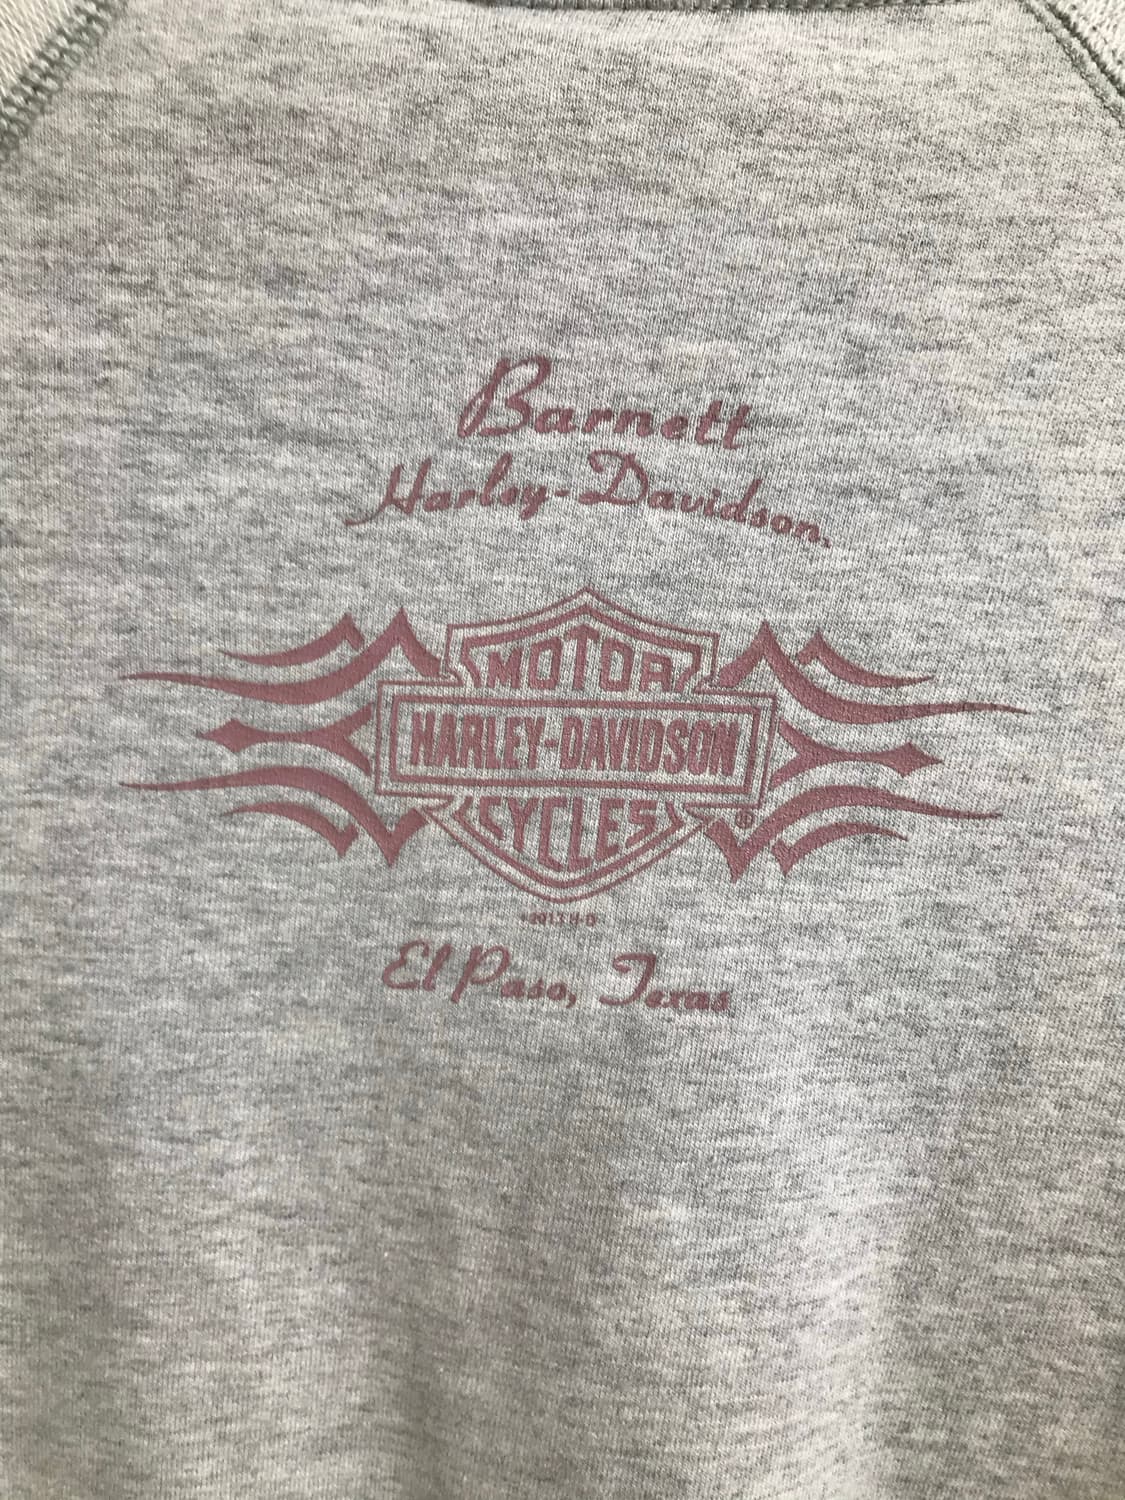 Barnett
Harley-Davidson.
MOTOR
HARLEY-DAVIDSON
CYCLES
®
H-D
El Paso, Texas